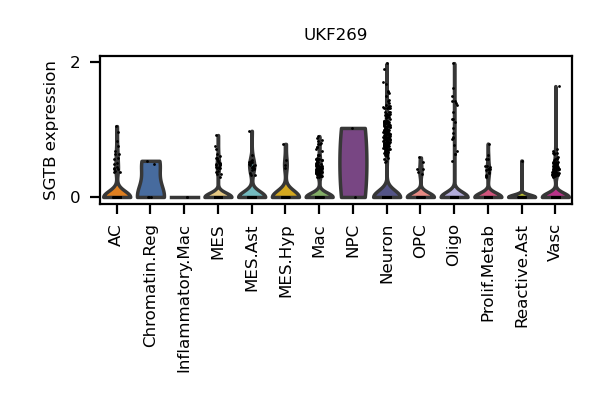 UKF269
SGTB expression
2
0
AC
Chromatin.Reg
Inflammatory.Mac
MES
MES.Ast
MES.Hyp
Mac
NPC
Neuron
OPC
Oligo
Prolif.Metab
Reactive.Ast
Vasc